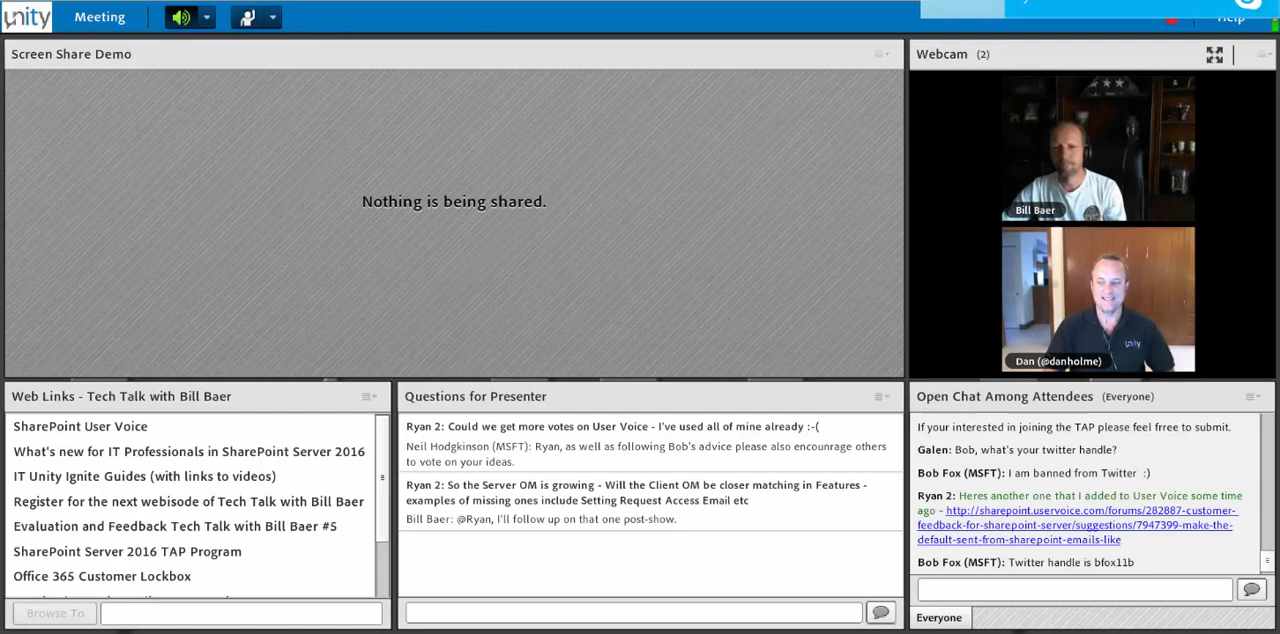 unity Meeting Help
Screen Share Demo
Nothing is being shared.
Webcam (2)
Bill Baer
Dan (@danholme)
unity
Web Links - Tech Talk with Bill Baer
SharePoint User Voice
What's new for IT Professionals in SharePoint Server 2016
IT Unity Ignite Guides (with links to videos)
Register for the next webisode of Tech Talk with Bill Baer
Evaluation and Feedback Tech Talk with Bill Baer #5
SharePoint Server 2016 TAP Program
Office 365 Customer Lockbox
Browse To
Questions for Presenter
Ryan 2: Could we get more votes on User Voice - I've used all of mine already :-(
Neil Hodgkinson (MSFT): Ryan, as well as following Bob's advice please also encourage others
to vote on your ideas.
Ryan 2: So the Server OM is growing - Will the Client OM be closer matching in Features -
examples of missing ones include Setting Request Access Email etc
Bill Baer: @Ryan, I'll follow up on that one post-show.
Open Chat Among Attendees (Everyone)
If your interested in joining the TAP please feel frree to submit.
Galen: Bob, what's your twitter handle?
Bob Fox (MSFT): I am banned from Twitter :)
Ryan 2: Heres another one that I added to User Voice some time
ago - http://sharepoint.uservoice.com/forums/282887-customer-
feedback-for-sharepoint-server/suggestions/7947399-make-the-
default-sent-from-sharepoint-emails-like
Bob Fox (MSFT): Twitter handle is bfox11b
Everyone